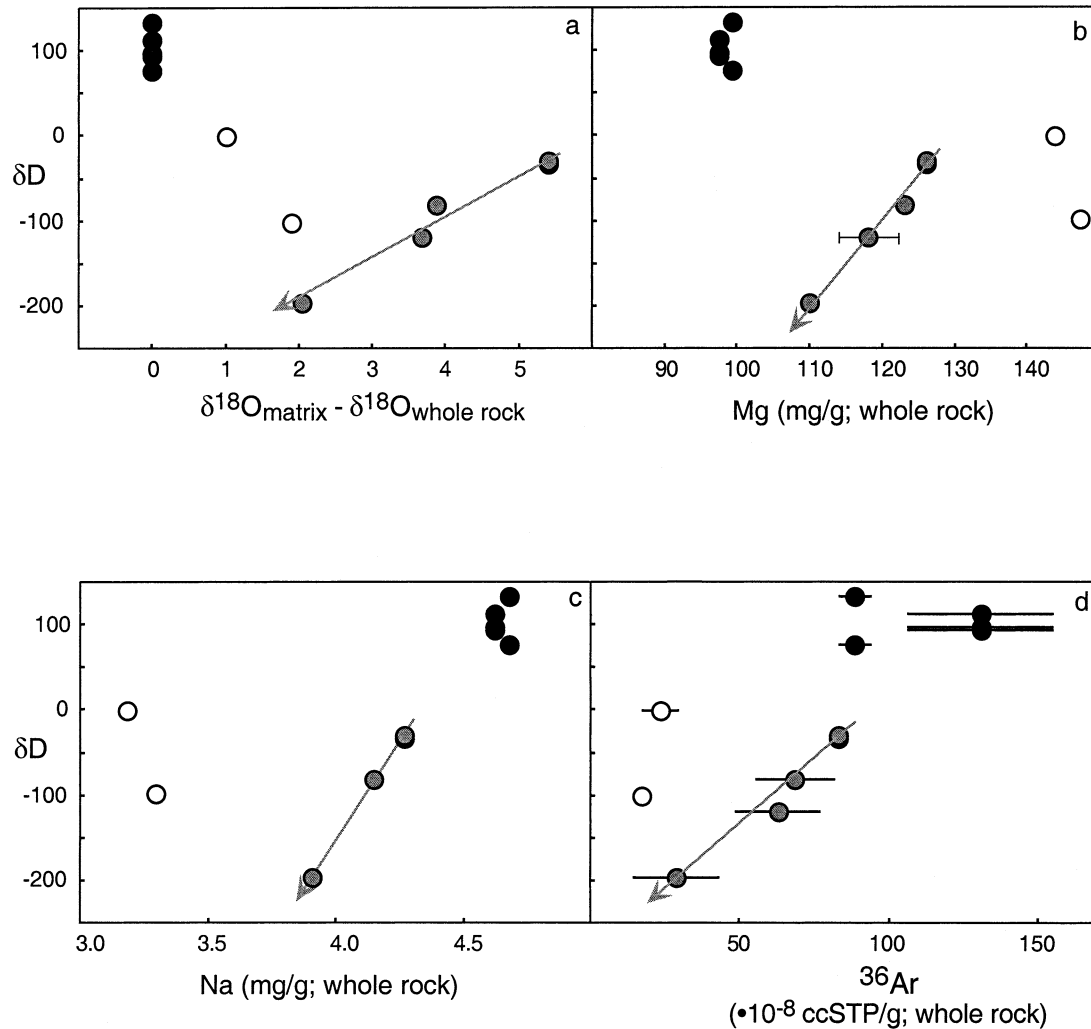 a
100
0
δD
-100
-200
0 1 2 3 4 5
δ18Omatrix - δ18Owhole rock
b
90 100 110 120 130 140
Mg (mg/g; whole rock)
c
100
0
δD
-100
-200
3.0 3.5 4.0 4.5
Na (mg/g; whole rock)
d
50 100 150
36Ar
(•10-8 ccSTP/g; whole rock)